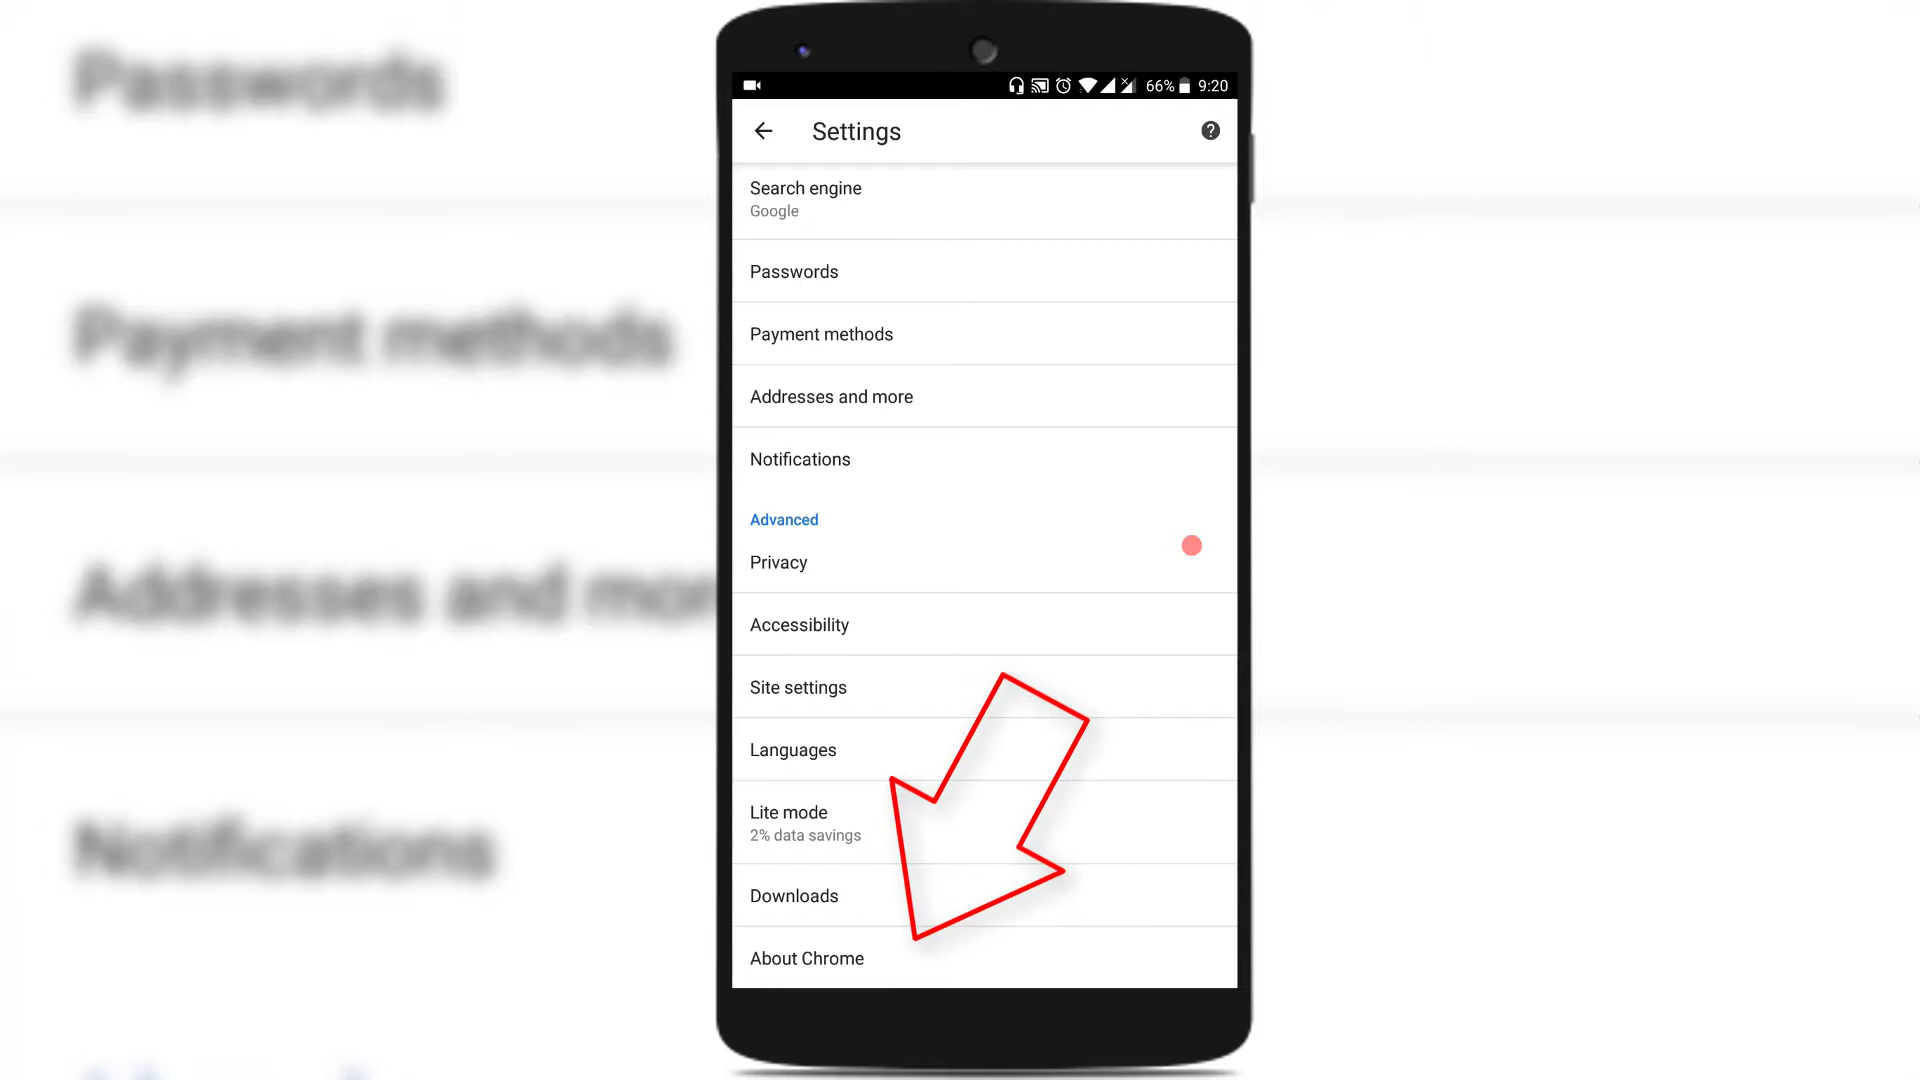 Passwords
Payment methods
Addresses and mor
Notifications
66% 9:20
Settings
Search engine
Google
Passwords
Payment methods
Addresses and more
Notifications
Advanced
Privacy
Accessibility
Site settings
Languages
Lite mode
2% data savings
Downloads
About Chrome